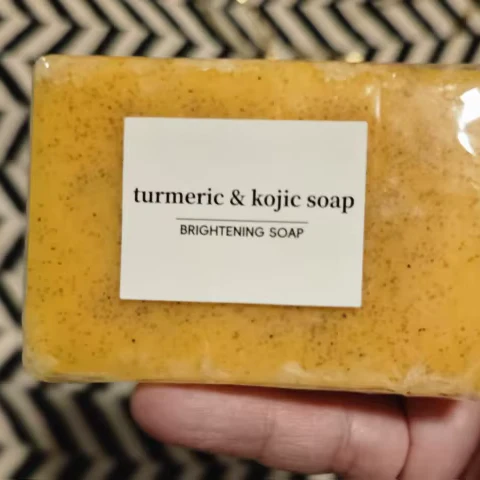 turmeric & kojic soap
BRIGHTENING SOAP